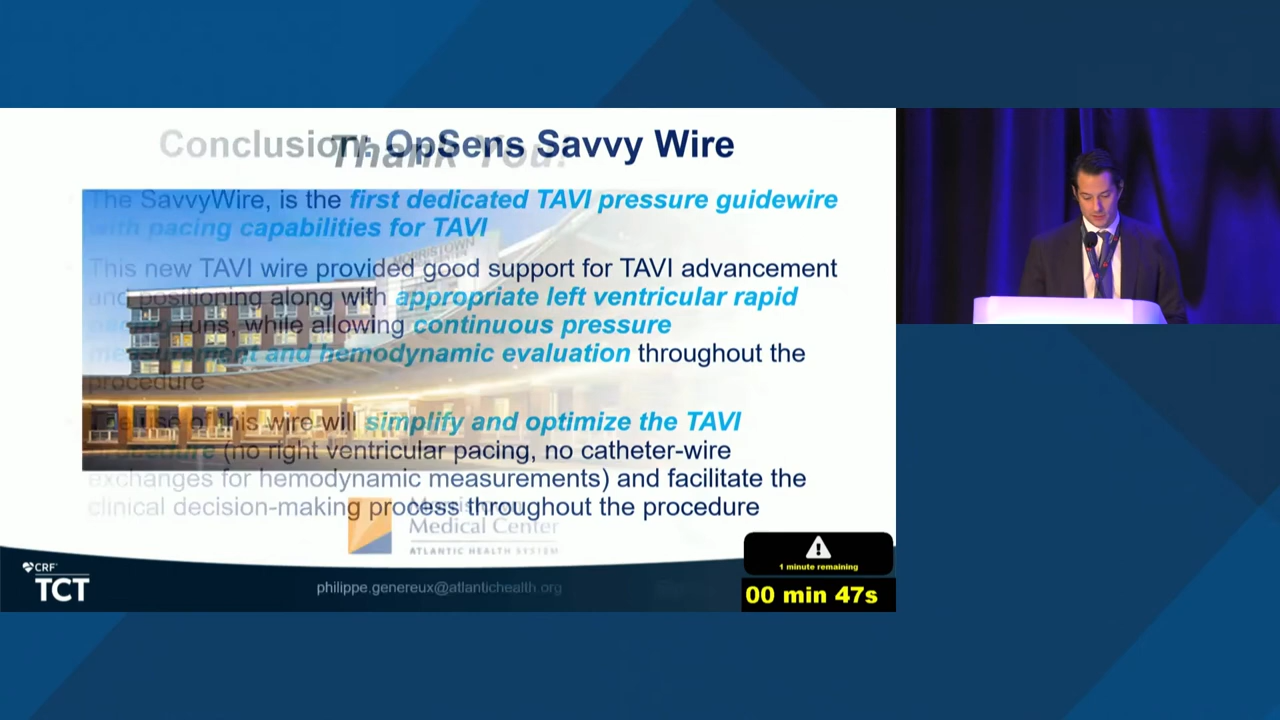 Conclusion: OpSens Savvy Wire
Thank You!
The SavvyWire, is the first dedicated TAVI pressure guidewire
with pacing capabilities for TAVI
MORRISTOWN
This new TAVI wire provided good support for TAVI advancement
and positioning along with appropriate left ventricular rapid
pacing runs, while allowing continuous pressure
measurement and hemodynamic evaluation throughout the
procedure
The use of this wire will simplify and optimize the TAVI
procedure (no right ventricular pacing, no catheter-wire
exchanges for hemodynamic measurements) and facilitate the
clinical decision-making process throughout the procedure
Morristown
Medical Center
ATLANTIC HEALTH SYSTEM
CRF
TCT
philippe.genereux@atlantichealth.org
1 minute remaining
00 min 47s